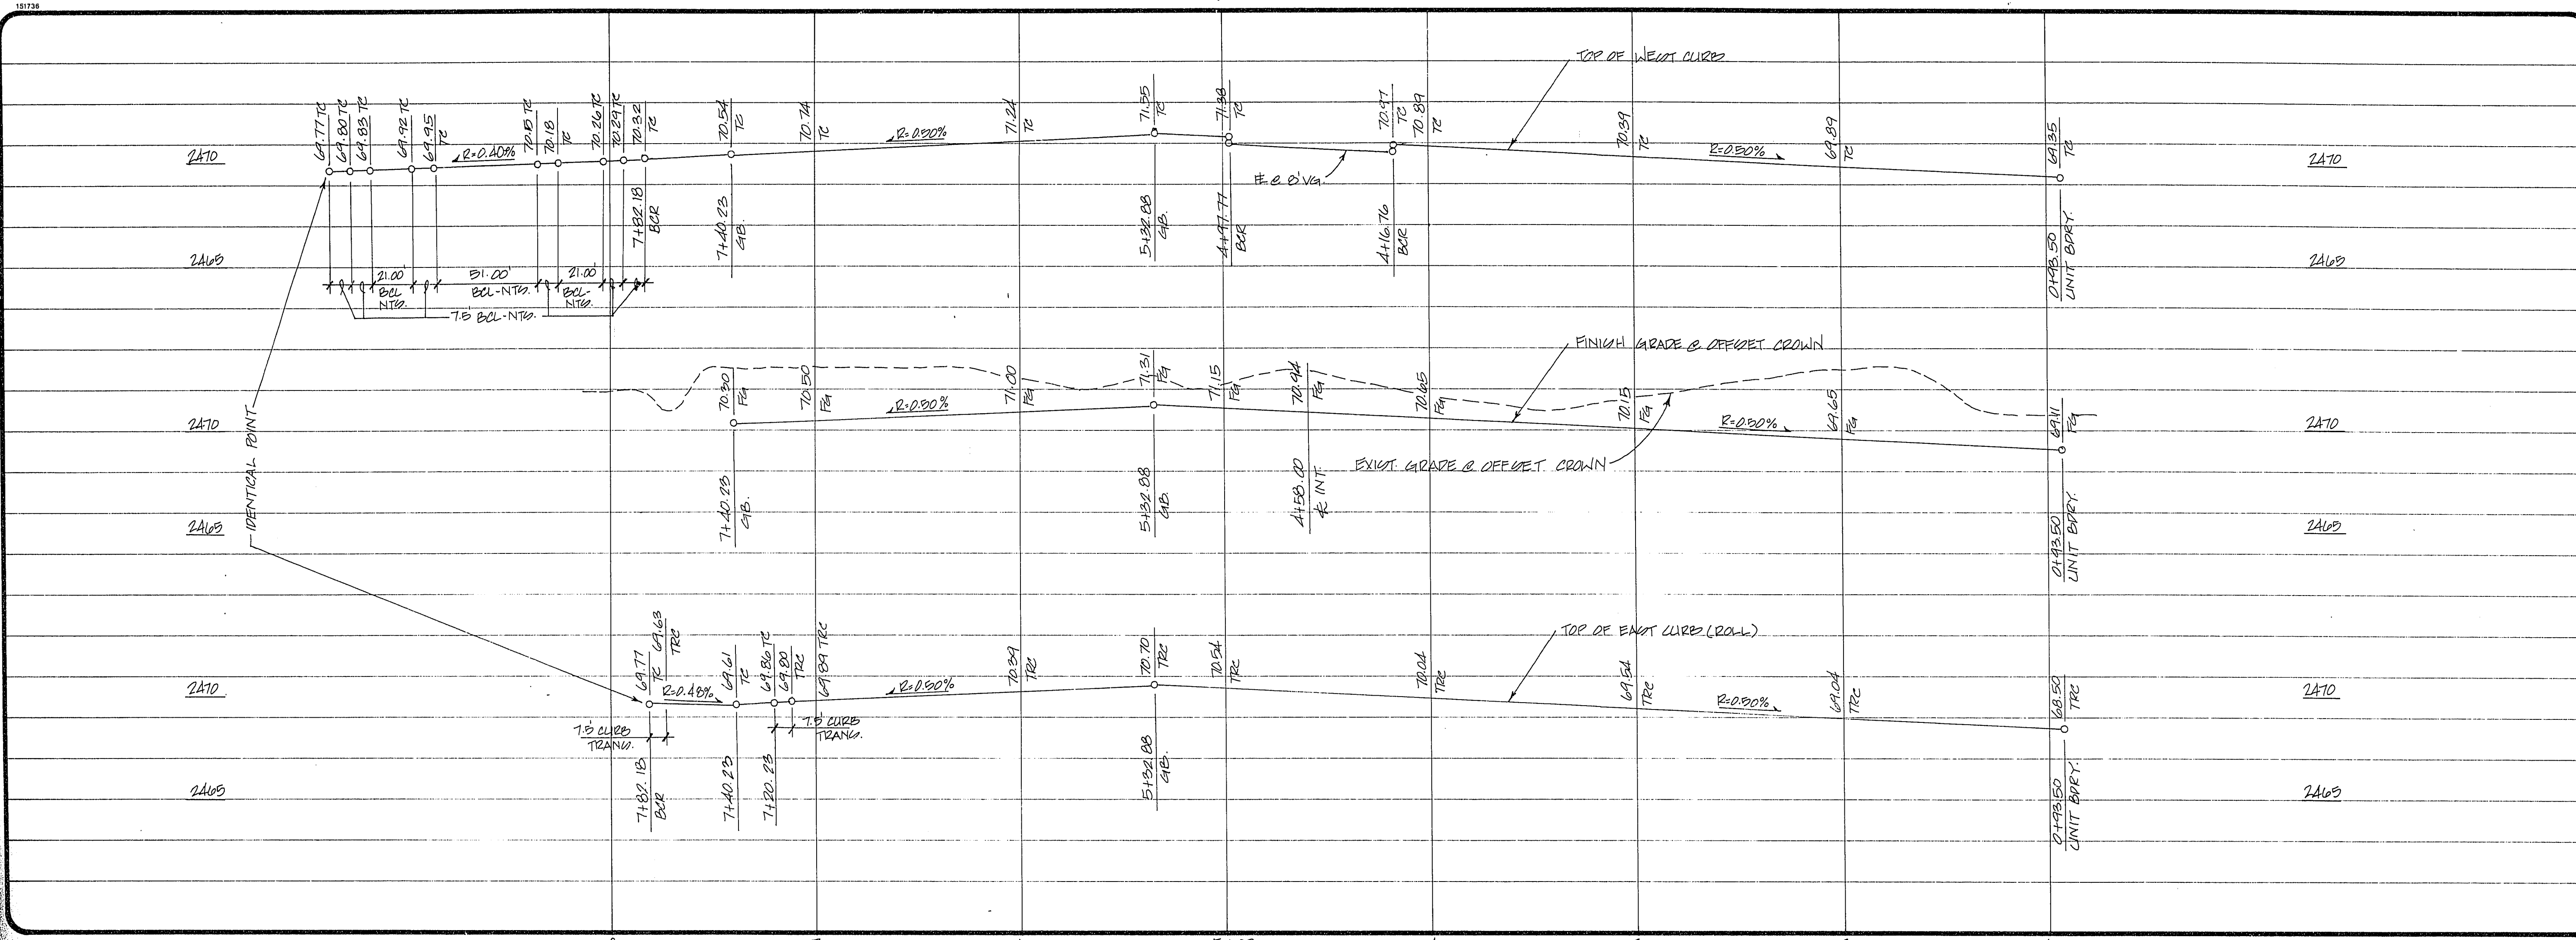 151736
TOP OF WEST CURB
69.77 TC
69.80 TC
69.83 TC
69.92 TC
69.95 TC
70.15 TC
70.18 TC
70.26 TC
70.29 TC
70.32 TC
70.54 TC
70.74 TC
71.24 TC
71.35 TC
71.38 TC
70.97 TC
70.89 TC
70.39 TC
69.89 TC
69.35 TC
2470
R=0.40%
R=0.50%
R=0.50%
2470
@ 8' VG.
7+82.18 BCR
7+40.23 GB.
5+32.88 GB.
4+97.77 BCR
4+16.76 BCR
0+93.50 UNIT BDRY.
2465
2465
21.00' BCL NTS.
51.00' BCL-NTS.
21.00' BCL-NTS.
7.5' BCL-NTS.
FINISH GRADE @ OFFSET CROWN
IDENTICAL POINT
70.30 FG
70.50 FG
71.00 FG
71.31 FG
71.15 FG
70.94 FG
70.65 FG
70.15 FG
69.65 FG
69.11 FG
2470
R=0.50%
R=0.50%
2470
EXIST. GRADE @ OFFSET CROWN
7+40.23 GB.
5+32.88 GB.
4+58.00 ℄ INT.
0+93.50 UNIT BDRY.
2465
2465
TOP OF EAST CURB (ROLL)
69.77 TC
69.63 TRC
69.61 TC
69.86 TC
69.80 TRC
69.89 TRC
70.39 TRC
70.70 TRC
70.54 TRC
70.04 TRC
69.54 TRC
69.04 TRC
68.50 TRC
2470
R=0.48%
R=0.50%
R=0.50%
2470
7.5' CURB TRANS.
7.5' CURB TRANS.
7+82.18 BCR
7+40.23
7+20.23
5+32.88 GB.
0+93.50 UNIT BDRY.
2465
2465